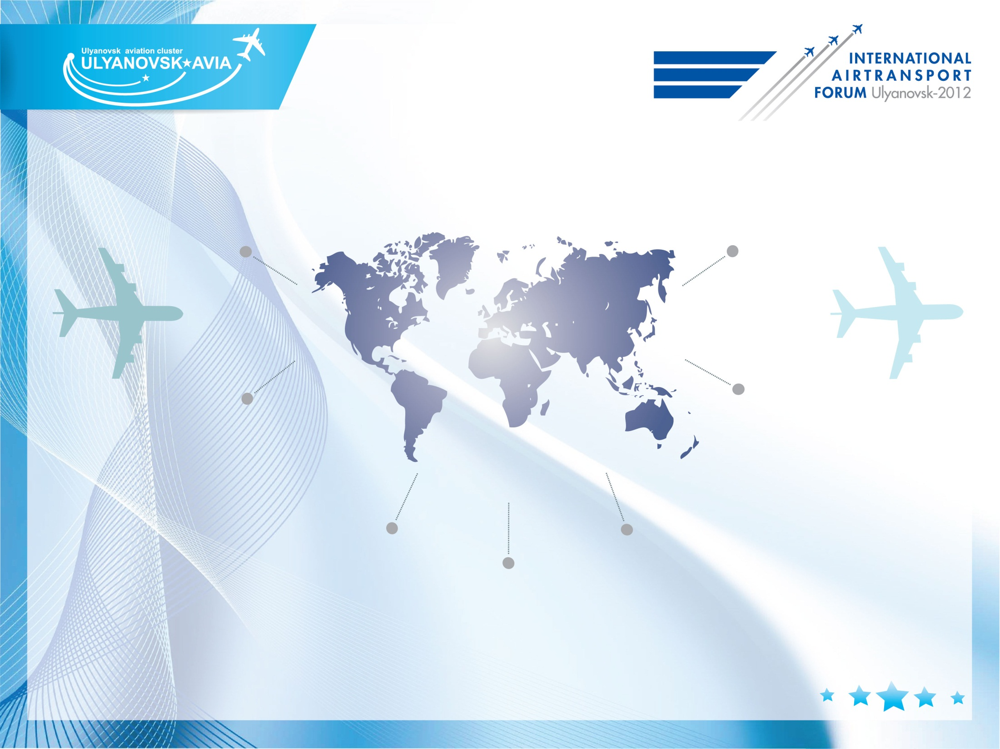 Ulyanovsk aviation cluster
ULYANOVSK★AVIA
INTERNATIONAL
AIRTRANSPORT
FORUM Ulyanovsk-2012